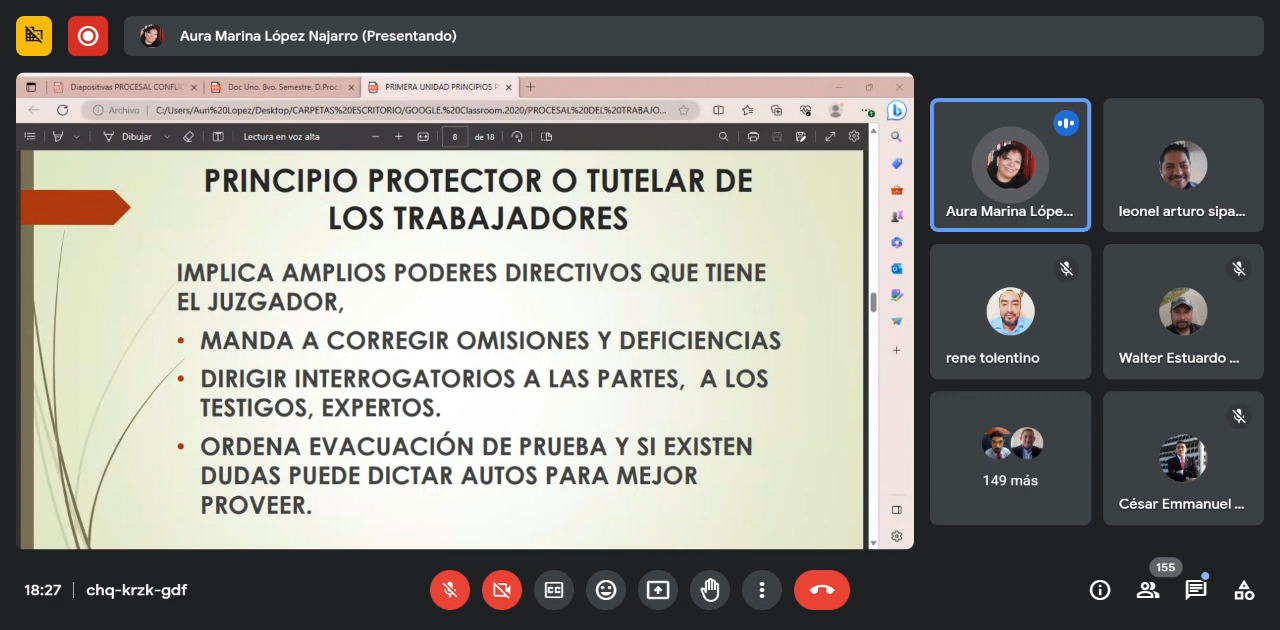 Aura Marina López Najarro (Presentando)
Diapositivas PROCESAL CONFLIC
Doc Uno. 8vo. Semestre. D.Proc
PRIMERA UNIDAD PRINCIPIOS P
Archivo
C:/Users/Auri%20Lopez/Desktop/CARPETAS%20ESCRITORIO/GOOGLE.%20Classroom.2020/PROCESAL%20DEL%20TRABAJO...
Dibujar
Lectura en voz alta
8
de 18
PRINCIPIO PROTECTOR O TUTELAR DE
LOS TRABAJADORES
IMPLICA AMPLIOS PODERES DIRECTIVOS QUE TIENE
EL JUZGADOR,
• MANDA A CORREGIR OMISIONES Y DEFICIENCIAS
• DIRIGIR INTERROGATORIOS A LAS PARTES, A LOS
TESTIGOS, EXPERTOS.
• ORDENA EVACUACIÓN DE PRUEBA Y SI EXISTEN
DUDAS PUEDE DICTAR AUTOS PARA MEJOR
PROVEER.
Aura Marina Lópe...
leonel arturo sipa...
rene tolentino
Walter Estuardo ...
149 más
César Emmanuel ...
18:27
chq-krzk-gdf
155